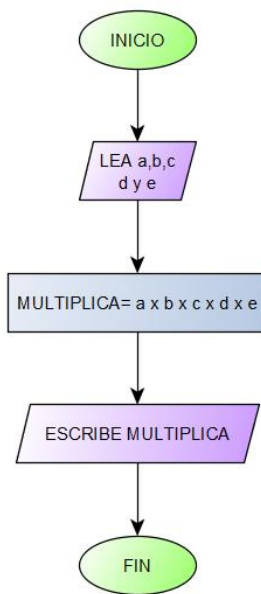 INICIO
LEA a,b,c
d y e
MULTIPLICA= a x b x c x d x e
ESCRIBE MULTIPLICA
FIN